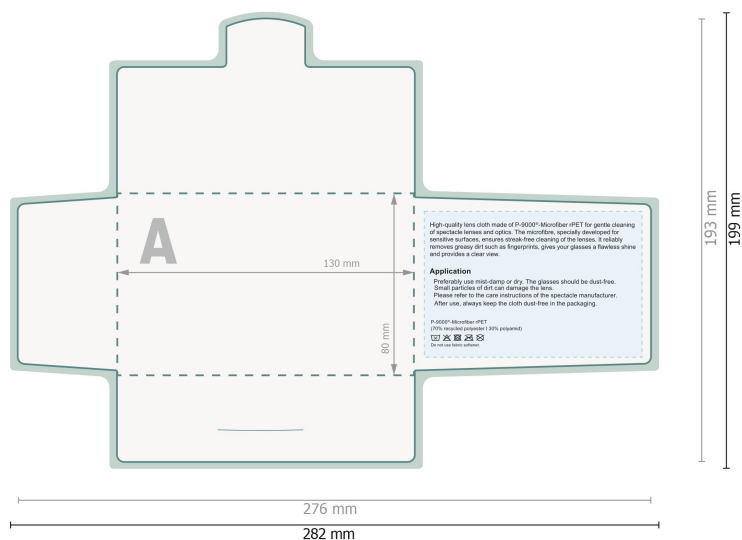 A
130 mm
80 mm
High-quality lens cloth made of P-9000®-Microfiber rPET for gentle cleaning
of spectacle lenses and optics. The microfibre, specially developed for
sensitive surfaces, ensures streak-free cleaning of the lenses. It reliably
removes greasy dirt such as fingerprints, gives your glasses a flawless shine
and provides a clear view.
Application
Preferably use mist-damp or dry. The glasses should be dust-free.
Small particles of dirt can damage the lens.
Please refer to the care instructions of the spectacle manufacturer.
After use, always keep the cloth dust-free in the packaging.
P-9000®-Microfiber rPET
(70% recycled polyester I 30% polyamid)
Do not use fabric softener.
193 mm
199 mm
276 mm
282 mm